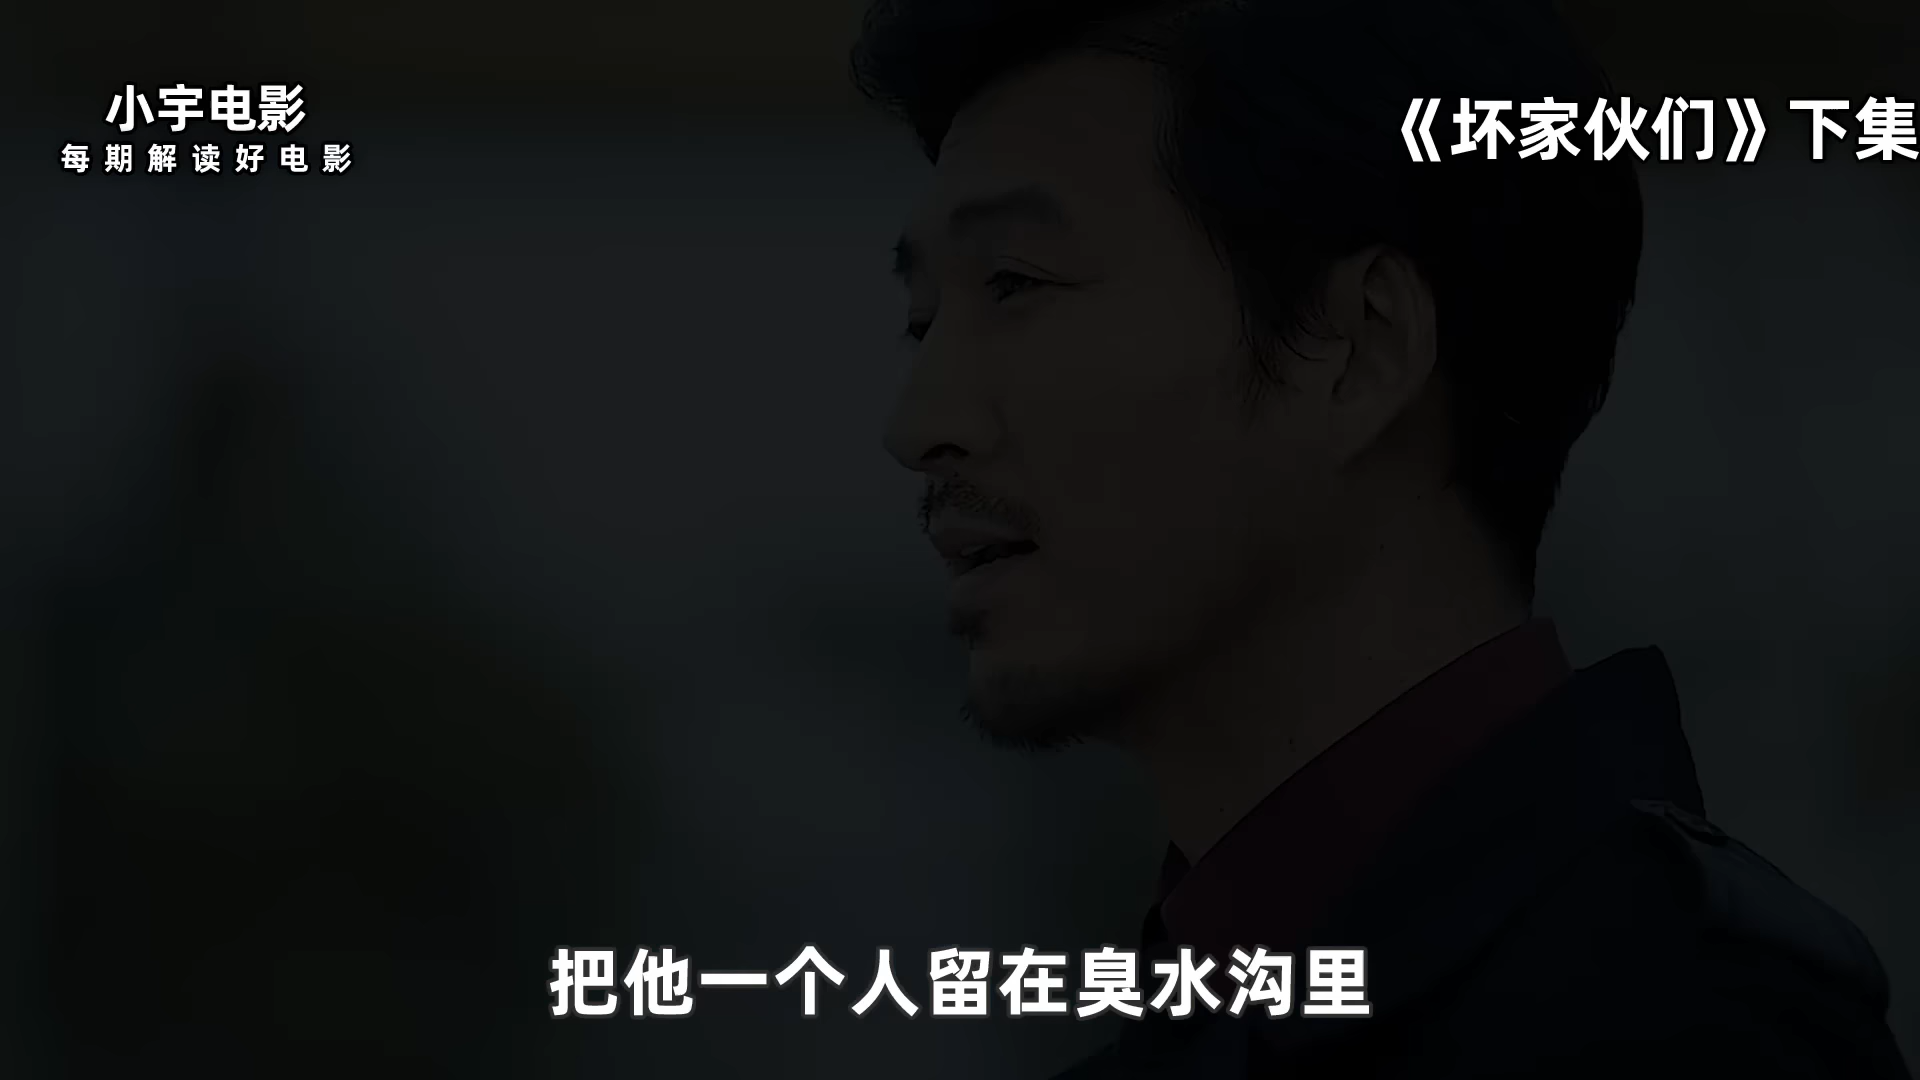 小宇电影
每期解读好电影
《坏家伙们》下集
把他一个人留在臭水沟里